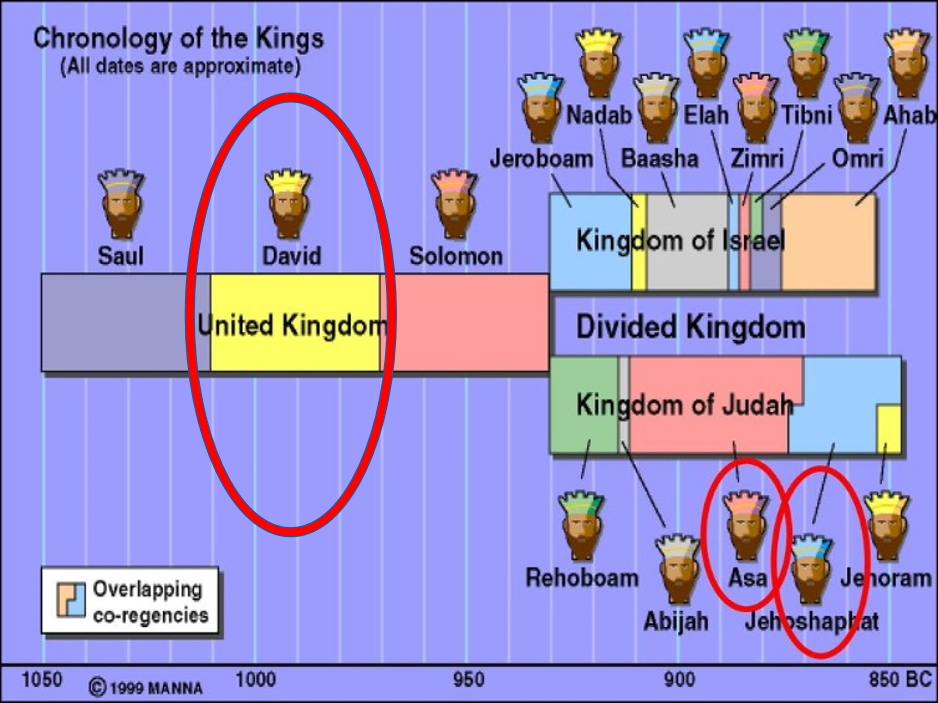 Chronology of the Kings
(All dates are approximate)
Nadab
Elah
Tibni
Ahab
Jeroboam
Baasha
Zimri
Omri
Saul
David
Solomon
Kingdom of Israel
United Kingdom
Divided Kingdom
Kingdom of Judah
Rehoboam
Asa
Jehoram
Abijah
Jehoshaphat
Overlapping
co-regencies
1050
1000
950
900
850 BC
© 1999 MANNA